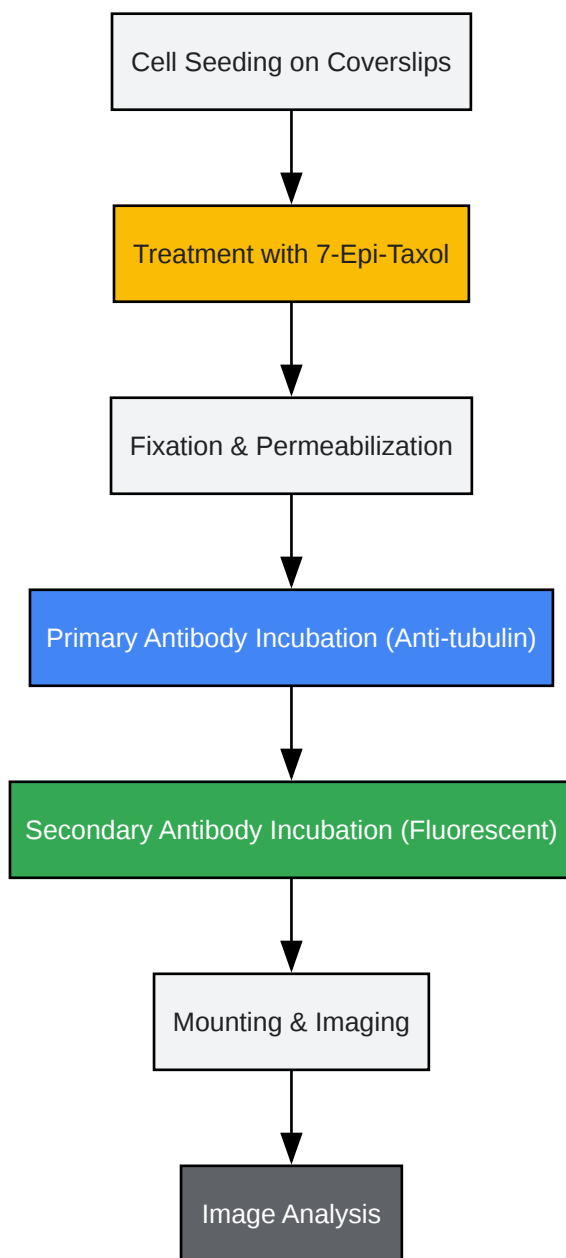 Cell Seeding on Coverslips
Treatment with 7-Epi-Taxol
Fixation & Permeabilization
Primary Antibody Incubation (Anti-tubulin)
Secondary Antibody Incubation (Fluorescent)
Mounting & Imaging
Image Analysis